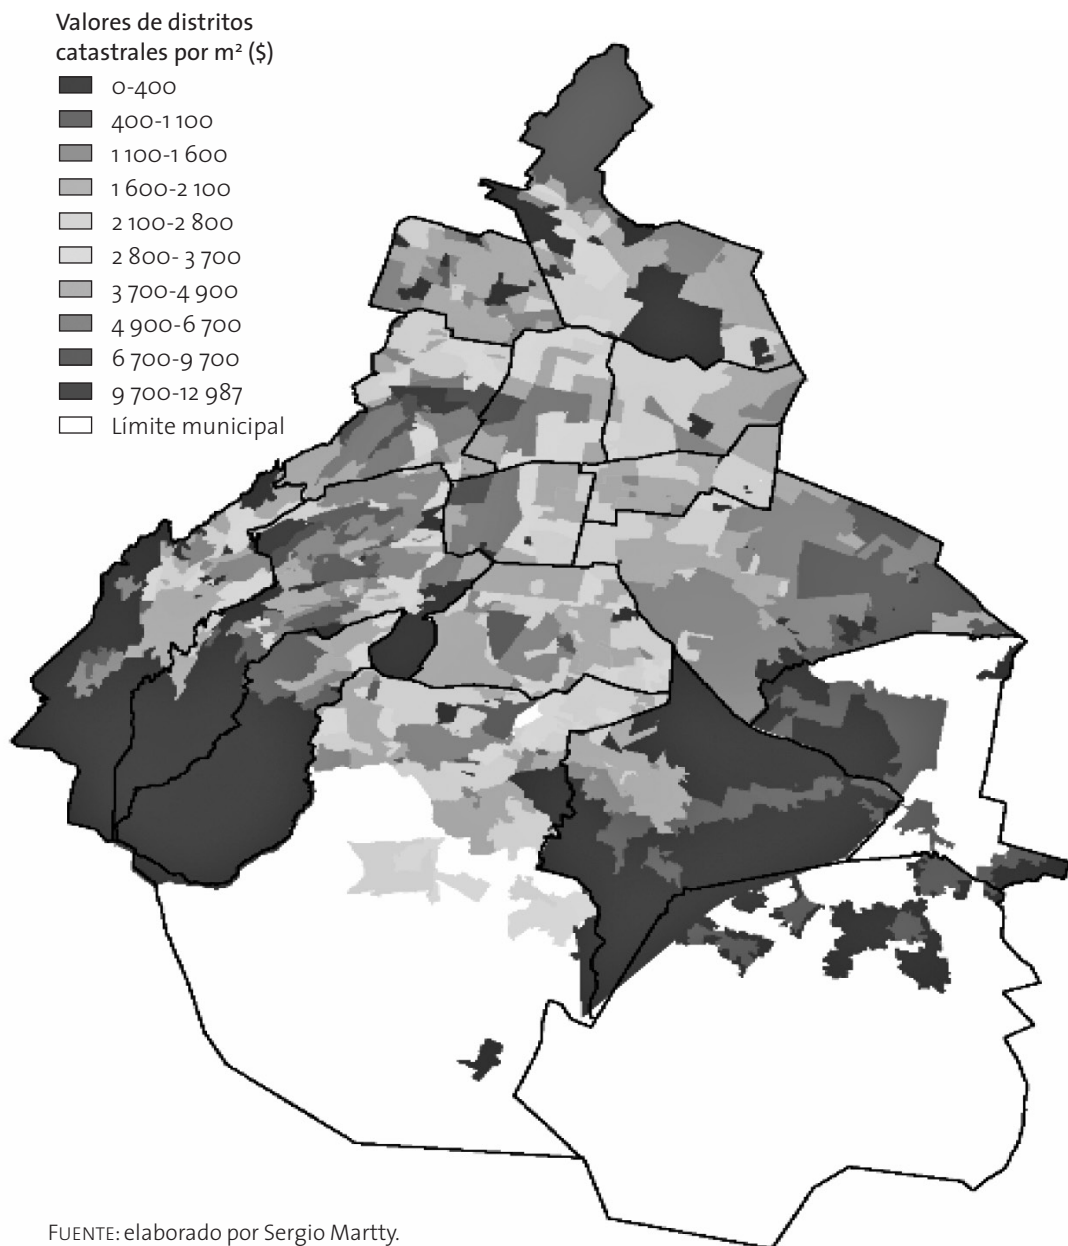 Valores de distritos
catastrales por m² ($)
0-400
400-1 100
1 100-1 600
1 600-2 100
2 100-2 800
2 800- 3 700
3 700-4 900
4 900-6 700
6 700-9 700
9 700-12 987
Límite municipal
FUENTE: elaborado por Sergio Martty.